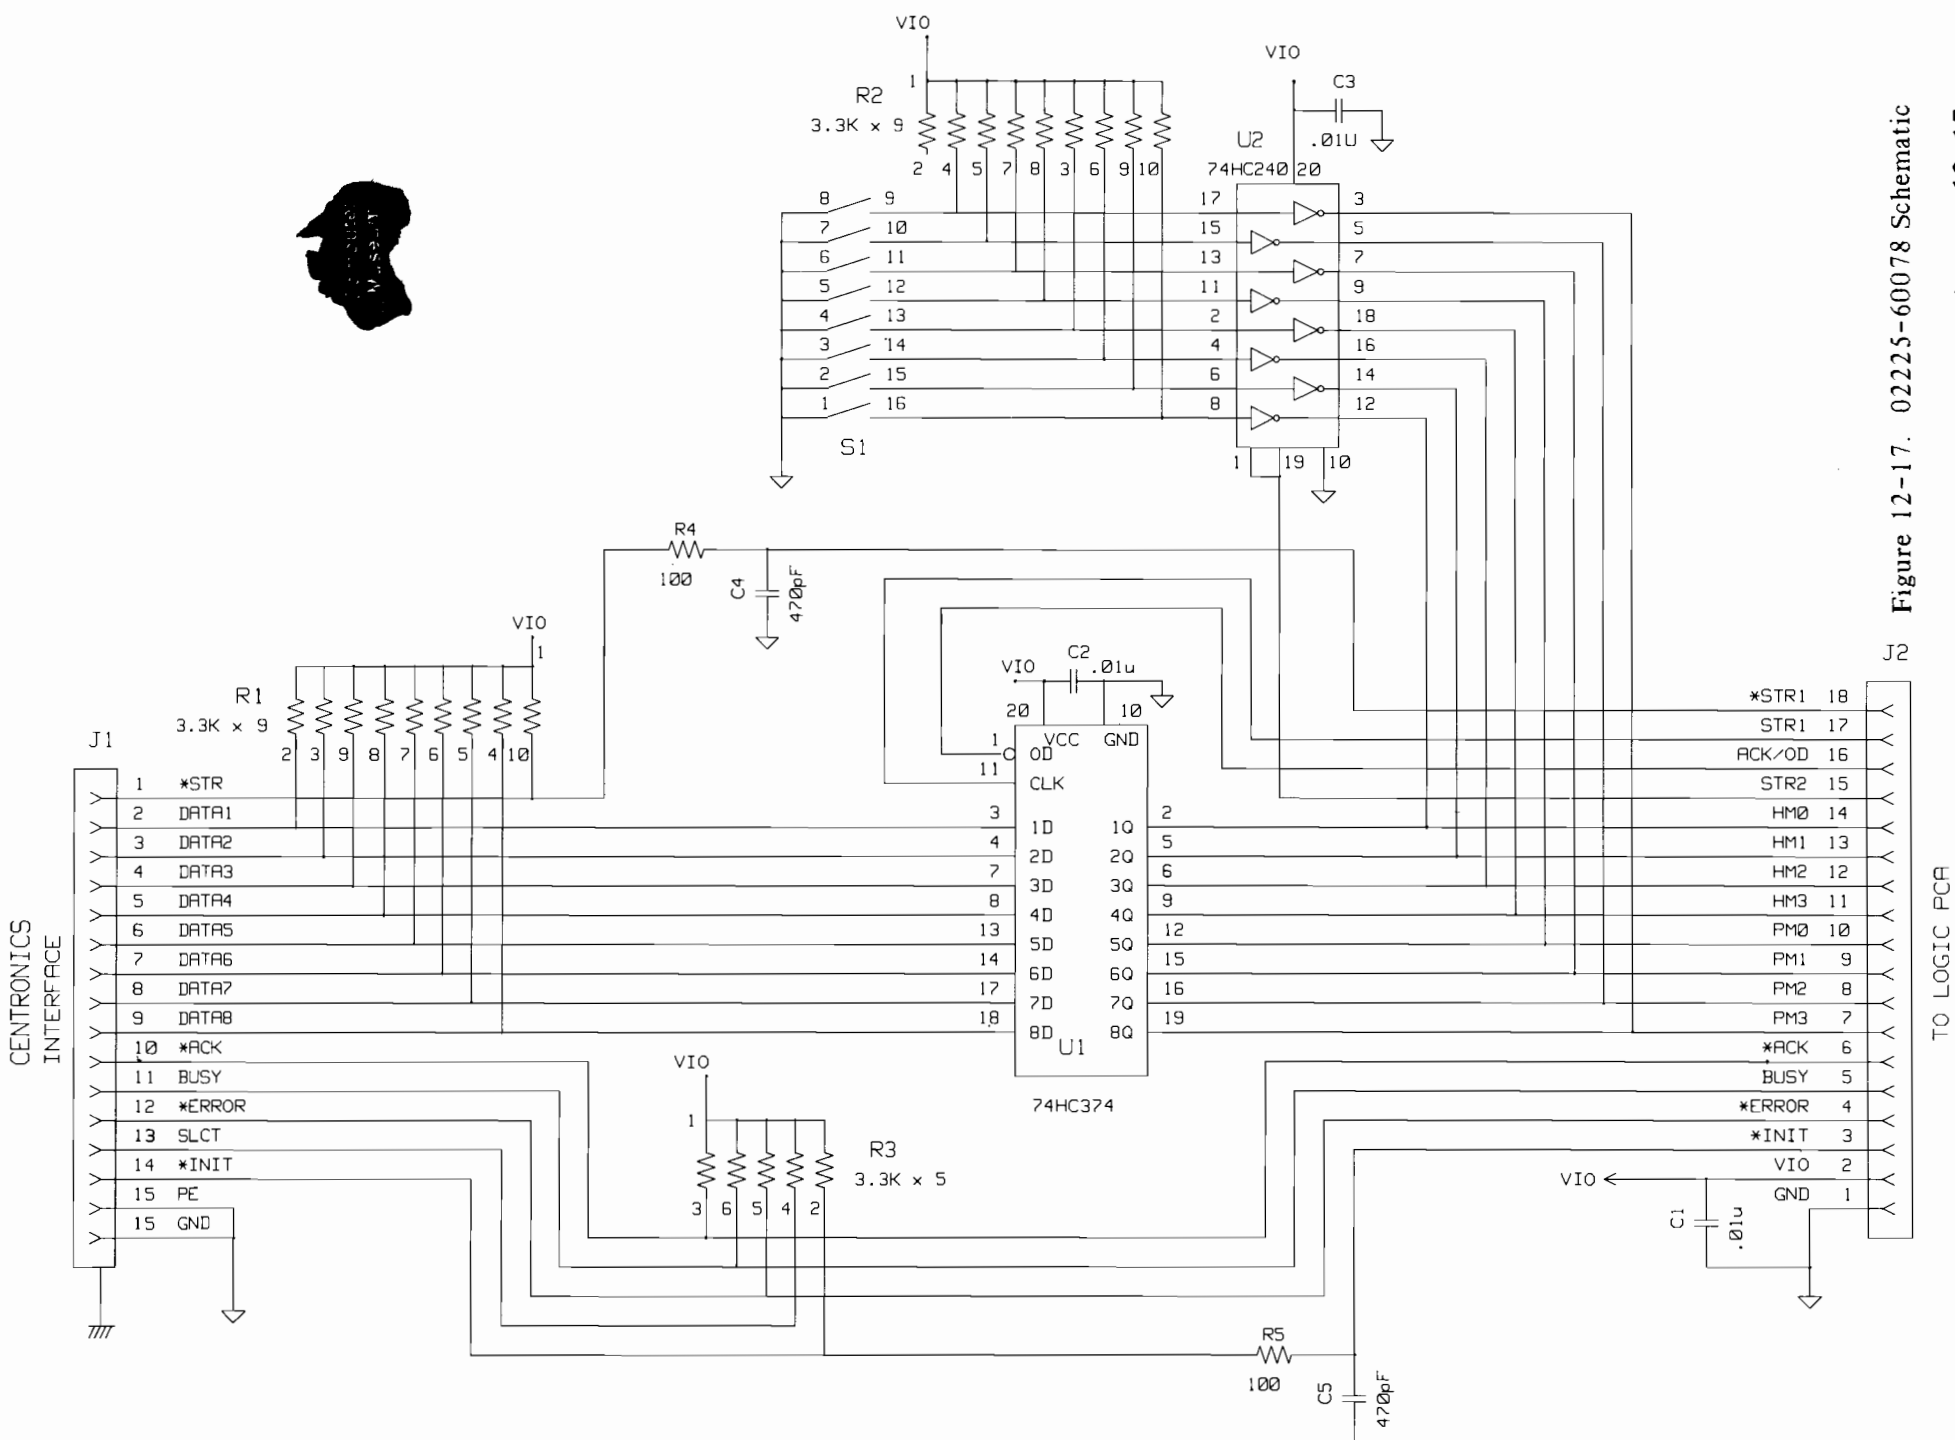 VIO
VIO
1
R2
3.3K × 9
C3
.01U
U2
74HC240 20
2 4 5 7 8 3 6 9 10
8 9 17 3
7 10 15 5
6 11 13 7
5 12 11 9
4 13 2 18
3 14 4 16
2 15 6 14
1 16 8 12
S1
1 19 10
R4
100
C4
470pF
VIO
1
R1
3.3K × 9
2 3 9 8 7 6 5 4 10
VIO
C2
.01u
20 10
VCC GND
1 OD
11 CLK
3 1D 1Q 2
4 2D 2Q 5
7 3D 3Q 6
8 4D 4Q 9
13 5D 5Q 12
14 6D 6Q 15
17 7D 7Q 16
18 8D 8Q 19
U1
74HC374
J1
1 *STR
2 DATA1
3 DATA2
4 DATA3
5 DATA4
6 DATA5
7 DATA6
8 DATA7
9 DATA8
10 *ACK
11 BUSY
12 *ERROR
13 SLCT
14 *INIT
15 PE
15 GND
CENTRONICS
INTERFACE
VIO
1
R3
3.3K × 5
3 6 5 4 2
R5
100
C5
470pF
J2
*STR1 18
STR1 17
ACK/OD 16
STR2 15
HM0 14
HM1 13
HM2 12
HM3 11
PM0 10
PM1 9
PM2 8
PM3 7
*ACK 6
BUSY 5
*ERROR 4
*INIT 3
VIO VIO 2
GND 1
C1
.01u
TO LOGIC PCA
Figure 12-17. 02225-60078 Schematic